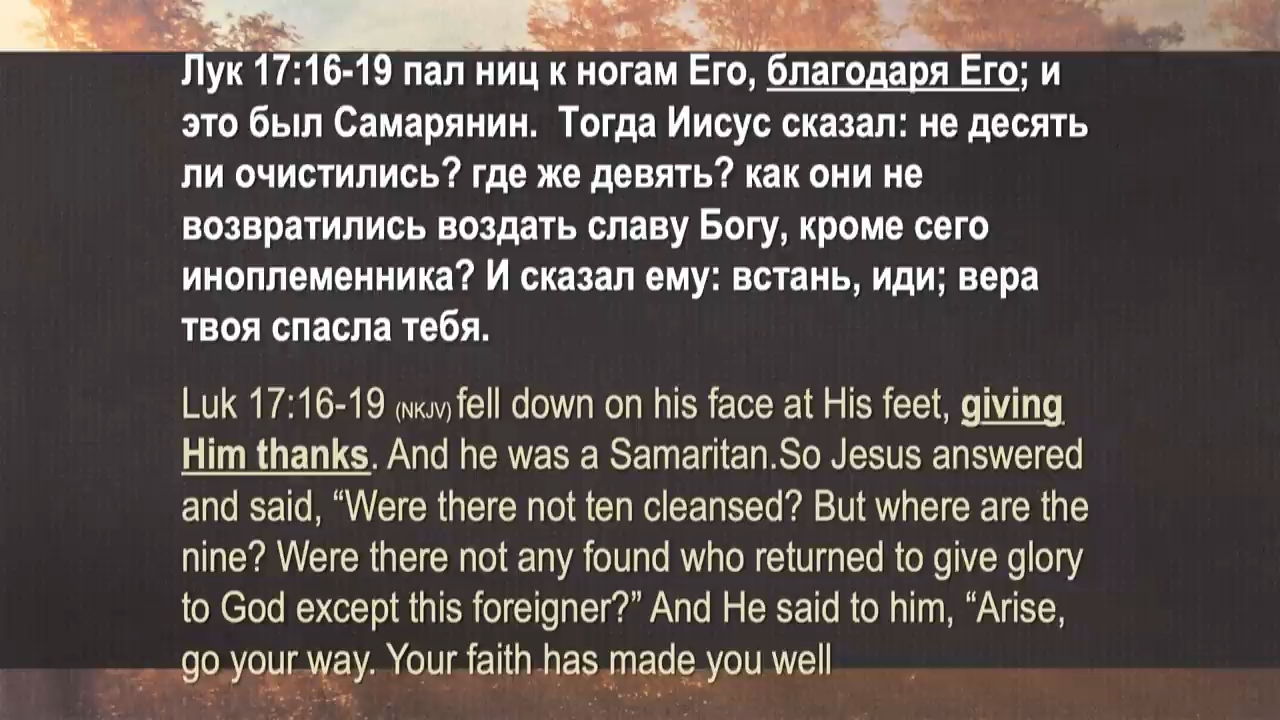 Лук 17:16-19 пал ниц к ногам Его, благодаря Его; и
это был Самарянин.  Тогда Иисус сказал: не десять
ли очистились? где же девять? как они не
возвратились воздать славу Богу, кроме сего
иноплеменника? И сказал ему: встань, иди; вера
твоя спасла тебя.
Luk 17:16-19 (NKJV) fell down on his face at His feet, giving
Him thanks. And he was a Samaritan.So Jesus answered
and said, “Were there not ten cleansed? But where are the
nine? Were there not any found who returned to give glory
to God except this foreigner?” And He said to him, “Arise,
go your way. Your faith has made you well